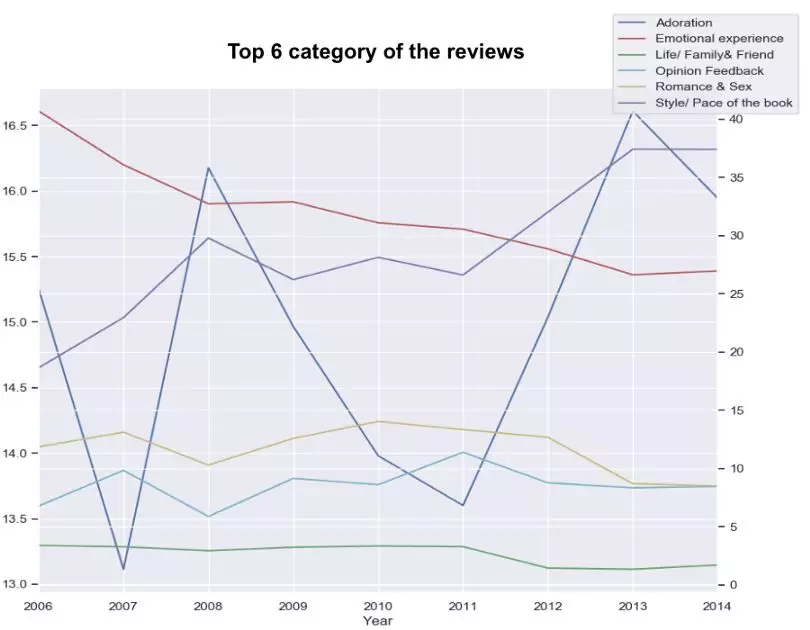 Top 6 category of the reviews
Adoration
Emotional experience
Life/ Family& Friend
Opinion Feedback
Romance & Sex
Style/ Pace of the book
16.5
16.0
15.5
15.0
14.5
14.0
13.5
13.0
40
35
30
25
20
15
10
5
0
2006 2007 2008 2009 2010 2011 2012 2013 2014
Year